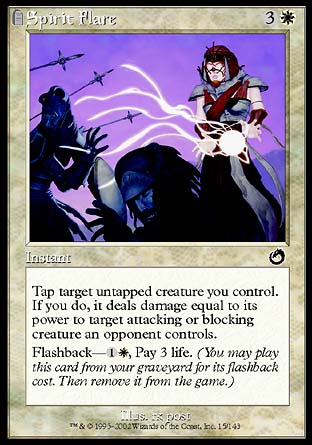 Spirit Flare 3
Instant
Tap target untapped creature you control.
If you do, it deals damage equal to its
power to target attacking or blocking
creature an opponent controls.
Flashback—1, Pay 3 life. (You may play
this card from your graveyard for its flashback
cost. Then remove it from the game.)
Illus. rk post
™ & © 1993-2002 Wizards of the Coast, Inc. 15/143